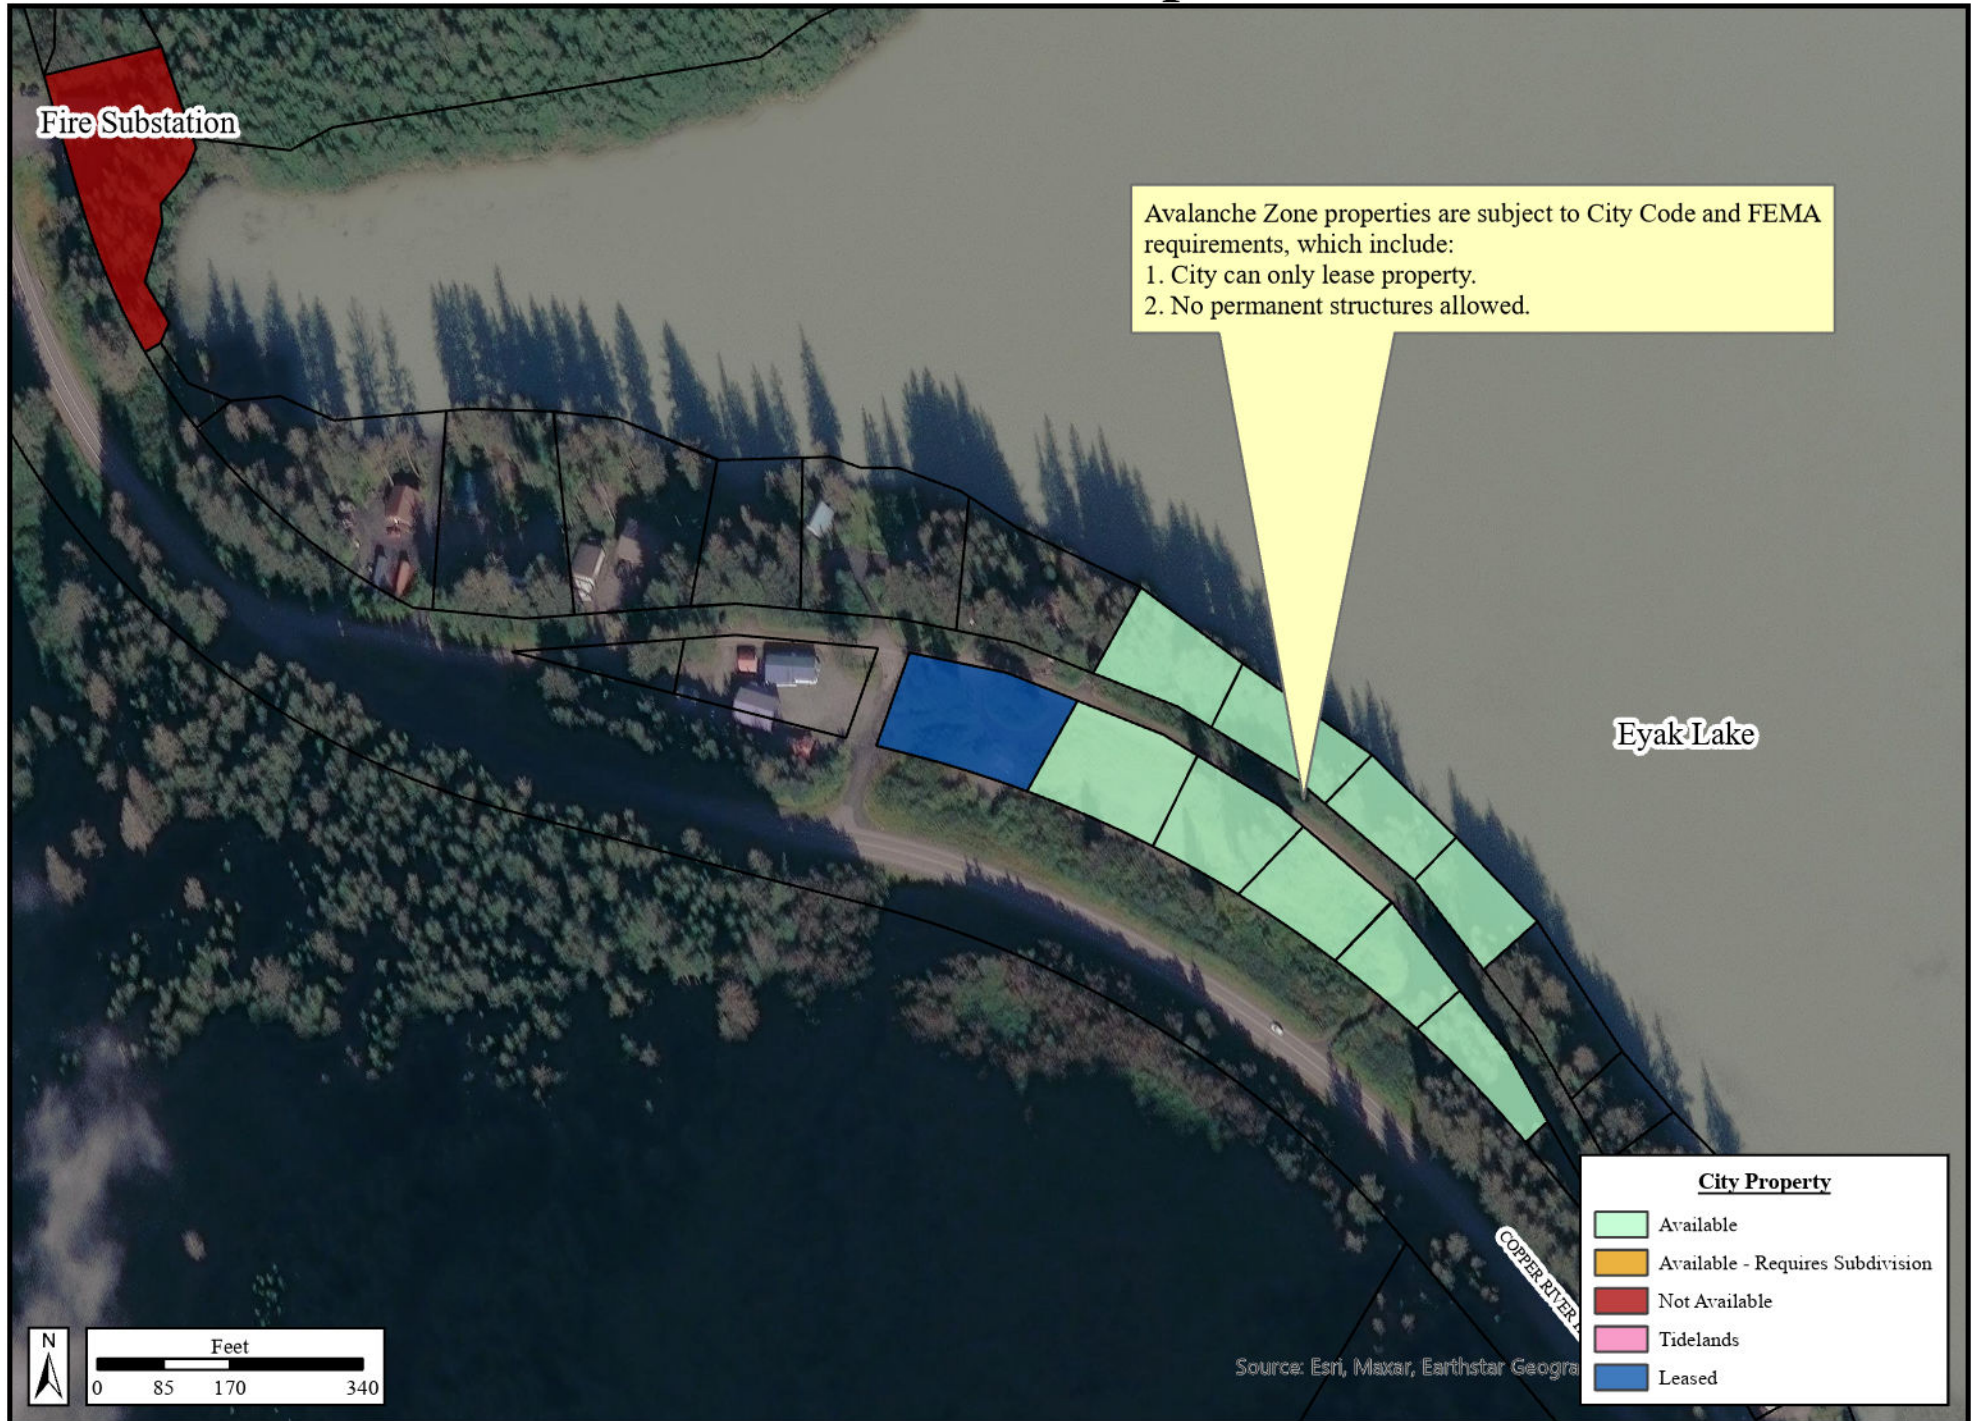 Fire Substation
Avalanche Zone properties are subject to City Code and FEMA
requirements, which include:
1. City can only lease property.
2. No permanent structures allowed.
Eyak Lake
COPPER RIVER
City Property
Available
Available - Requires Subdivision
Not Available
Tidelands
Leased
N
Feet
0 85 170 340
Source: Esri, Maxar, Earthstar